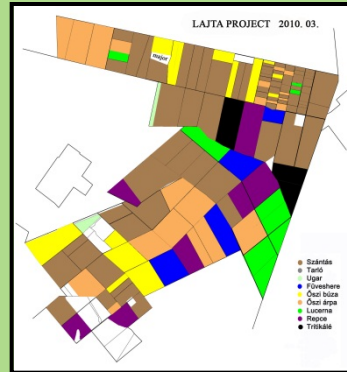 LAJTA PROJECT 2010. 03.
major
Szántás
Tarló
Ugar
Füveshere
Őszi búza
Őszi árpa
Lucerna
Repce
Tritikálé